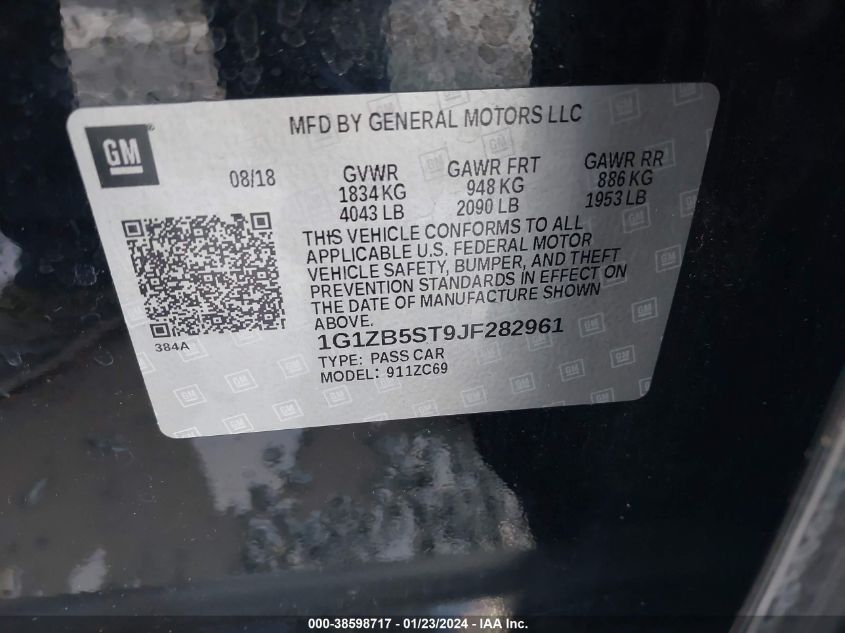 MFD BY GENERAL MOTORS LLC
GM
08/18
GVWR
1834 KG
4043 LB
GAWR FRT
948 KG
2090 LB
GAWR RR
886 KG
1953 LB
THIS VEHICLE CONFORMS TO ALL
APPLICABLE U.S. FEDERAL MOTOR
VEHICLE SAFETY, BUMPER, AND THEFT
PREVENTION STANDARDS IN EFFECT ON
THE DATE OF MANUFACTURE SHOWN
ABOVE.
384A
1G1ZB5ST9JF282961
TYPE: PASS CAR
MODEL: 911ZC69
000-38598717 - 01/23/2024 - IAA Inc.